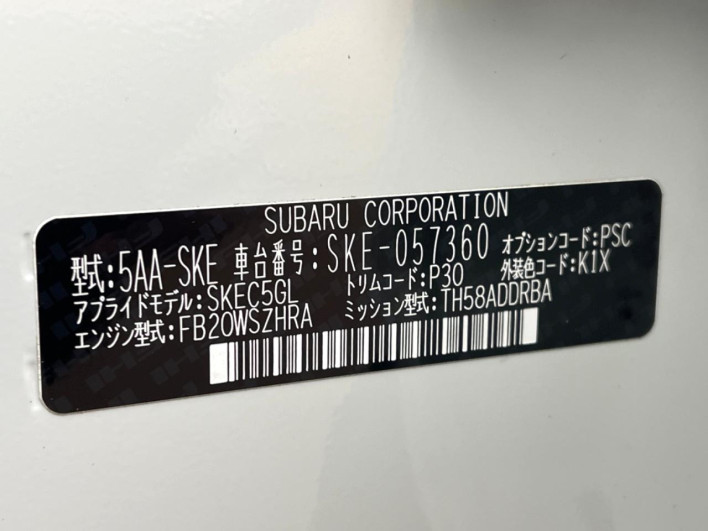 SUBARU CORPORATION
型式:5AA-SKE 車台番号:SKE-057360 オプションコード:PSC
アプライドモデル:SKEC5GL トリムコード:P30 外装色コード:K1X
エンジン型式:FB20WSZHRA ミッション型式:TH58ADDRBA